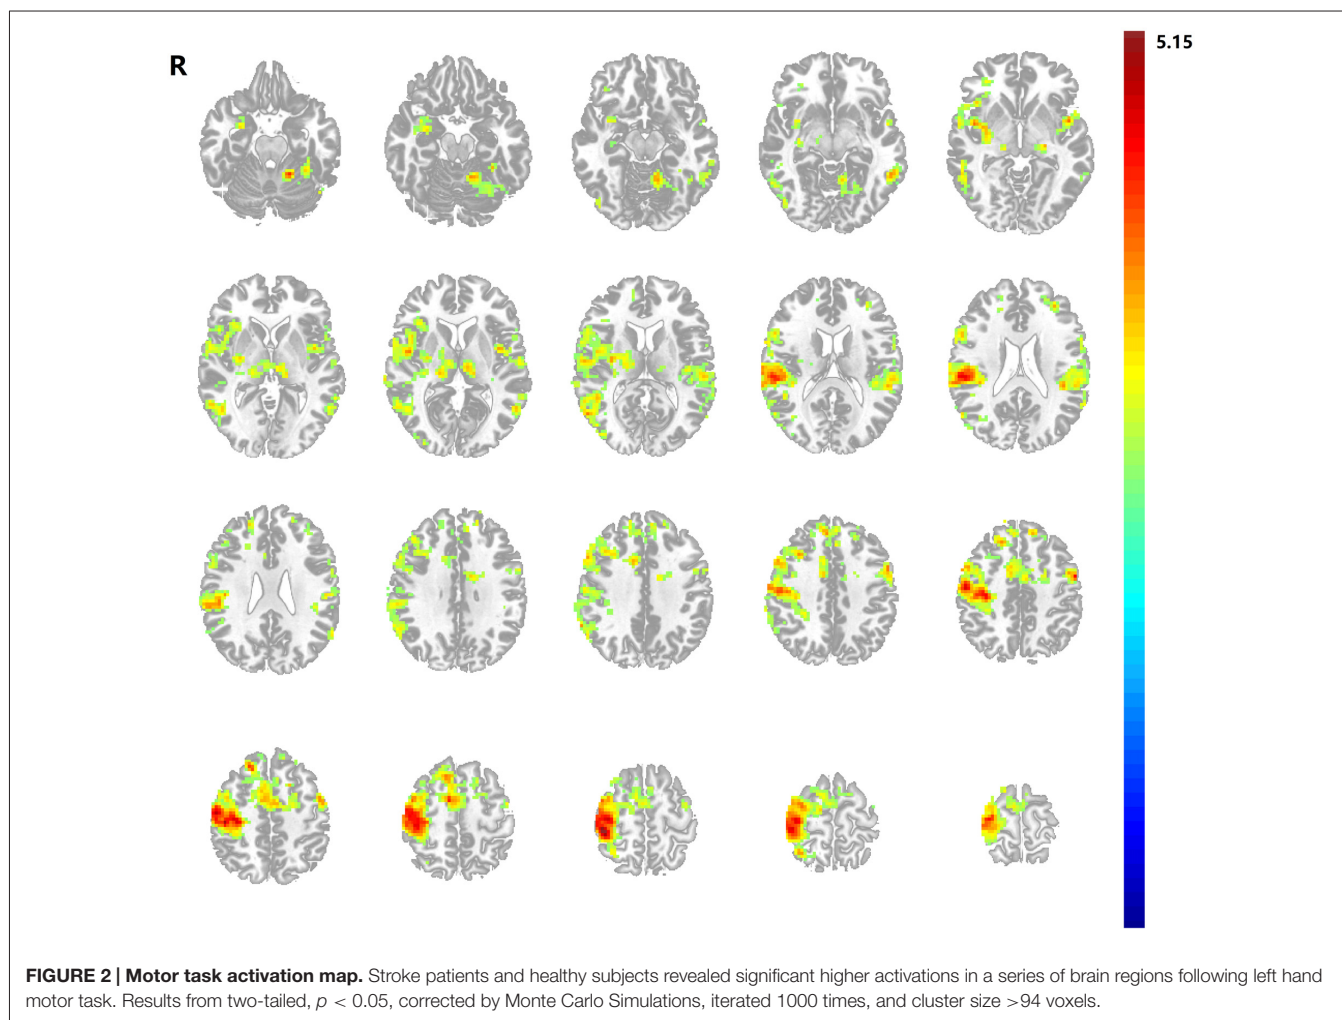 R
5.15
FIGURE 2 | Motor task activation map. Stroke patients and healthy subjects revealed significant higher activations in a series of brain regions following left hand
motor task. Results from two-tailed, p < 0.05, corrected by Monte Carlo Simulations, iterated 1000 times, and cluster size >94 voxels.